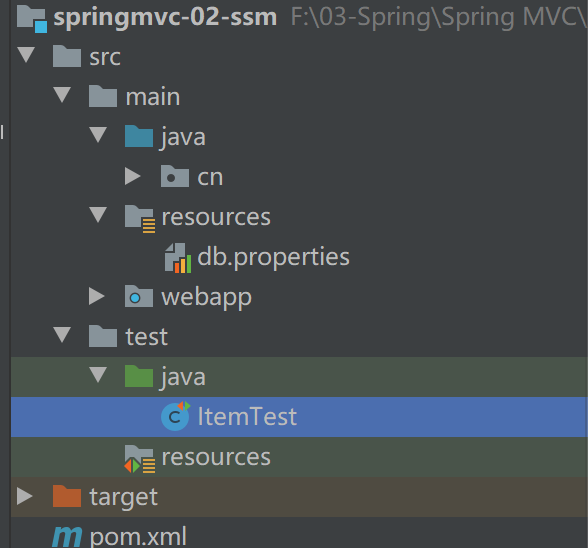 springmvc-02-ssm F:\03-Spring\Spring MVC\
src
main
java
cn
resources
db.properties
webapp
test
java
ItemTest
resources
target
pom.xml